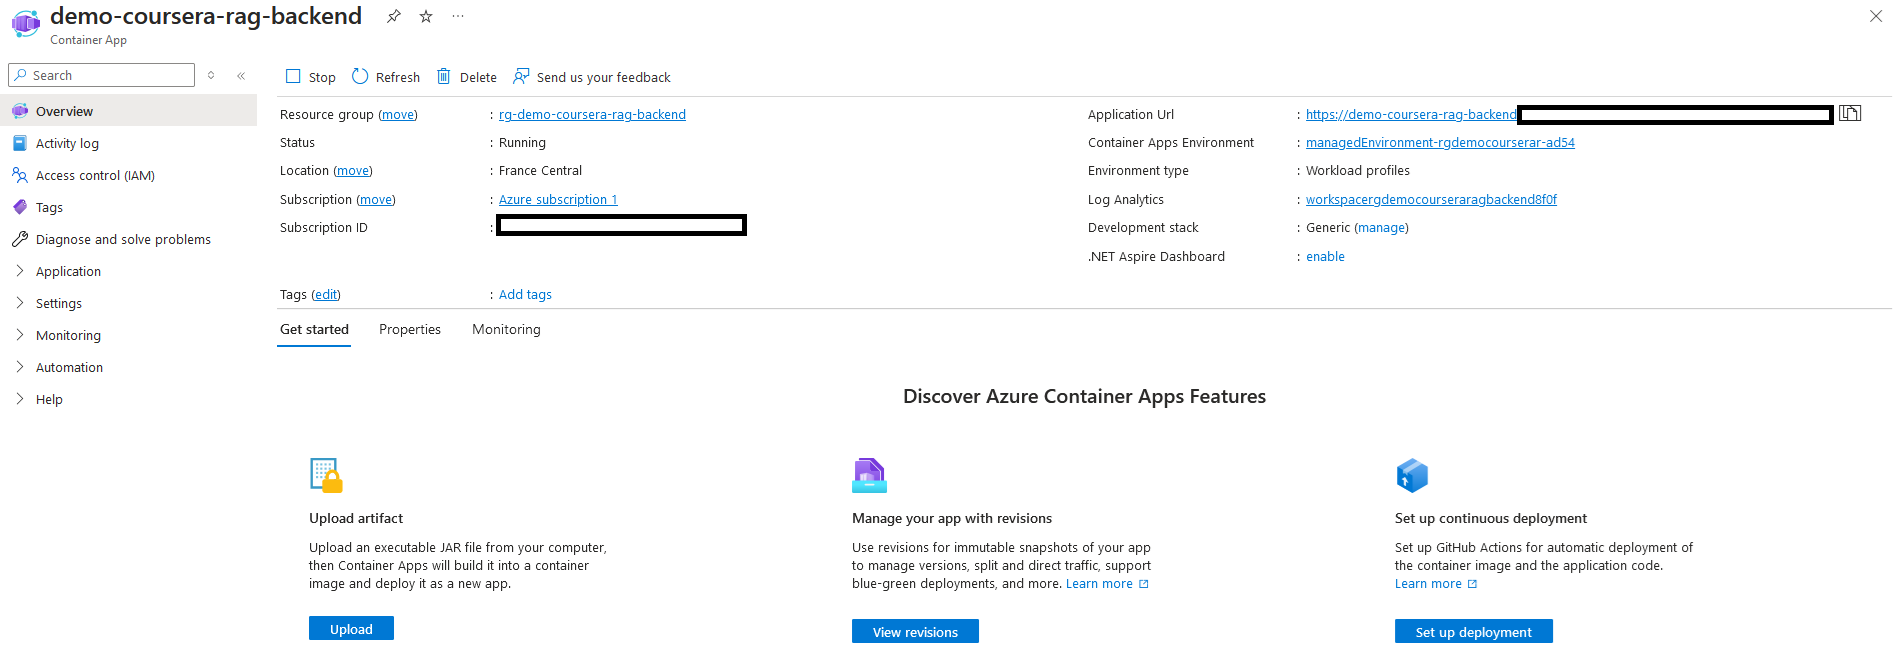 demo-coursera-rag-backend
Container App
Search
Overview
Activity log
Access control (IAM)
Tags
Diagnose and solve problems
Application
Settings
Monitoring
Automation
Help
Stop Refresh Delete Send us your feedback
Resource group (move) : rg-demo-coursera-rag-backend
Status : Running
Location (move) : France Central
Subscription (move) : Azure subscription 1
Subscription ID :
Tags (edit) : Add tags
Application Url : https://demo-coursera-rag-backend
Container Apps Environment : managedEnvironment-rgdemocourserar-ad54
Environment type : Workload profiles
Log Analytics : workspacergdemocourseraragbackend8f0f
Development stack : Generic (manage)
.NET Aspire Dashboard : enable
Get started Properties Monitoring
Discover Azure Container Apps Features
Upload artifact
Upload an executable JAR file from your computer,
then Container Apps will build it into a container
image and deploy it as a new app.
Upload
Manage your app with revisions
Use revisions for immutable snapshots of your app
to manage versions, split and direct traffic, support
blue-green deployments, and more. Learn more
View revisions
Set up continuous deployment
Set up GitHub Actions for automatic deployment of
the container image and the application code.
Learn more
Set up deployment